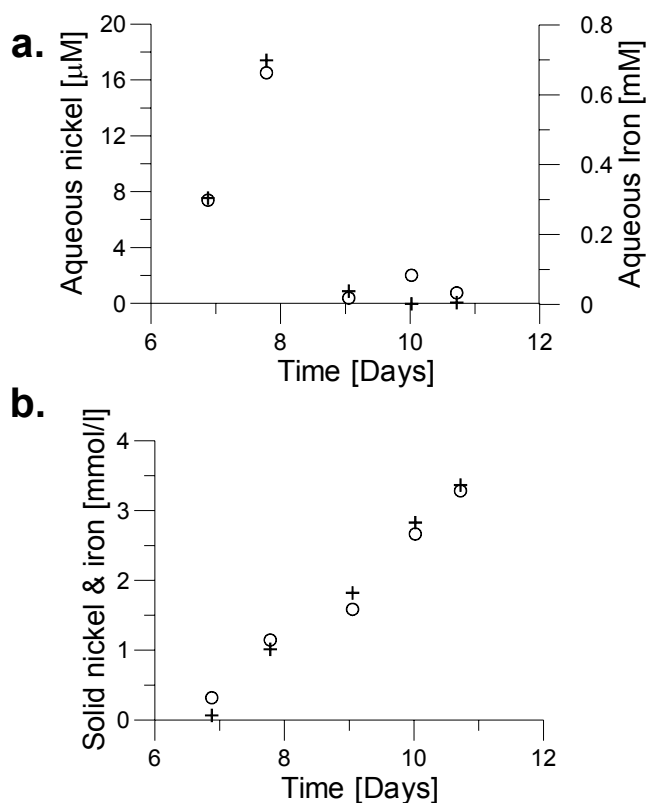 a.
Aqueous nickel [μM]
20
16
12
8
4
0
0.8
0.6
0.4
0.2
0
Aqueous Iron [mM]
6 8 10 12
Time [Days]
b.
Solid nickel & iron [mmol/l]
4
3
2
1
0
6 8 10 12
Time [Days]